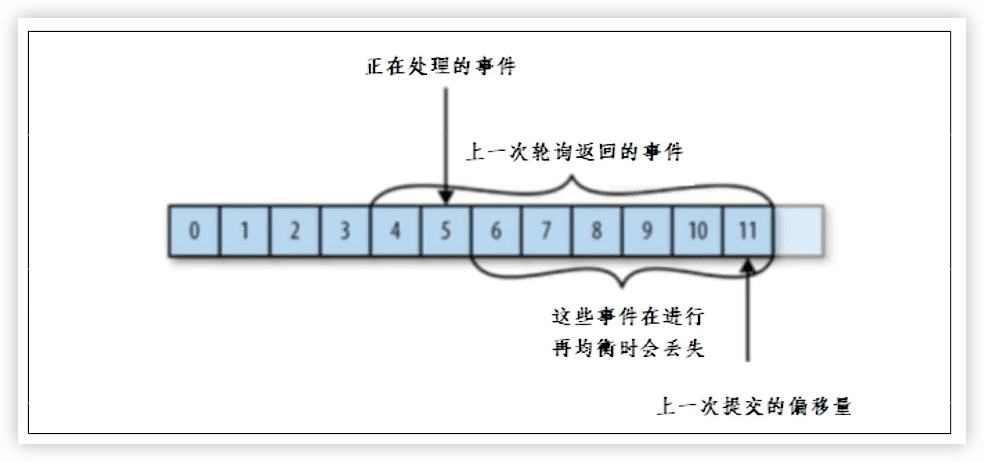 正在处理的事件
上一次轮询返回的事件
0 1 2 3 4 5 6 7 8 9 10 11
这些事件在进行
再均衡时会丢失
上一次提交的偏移量